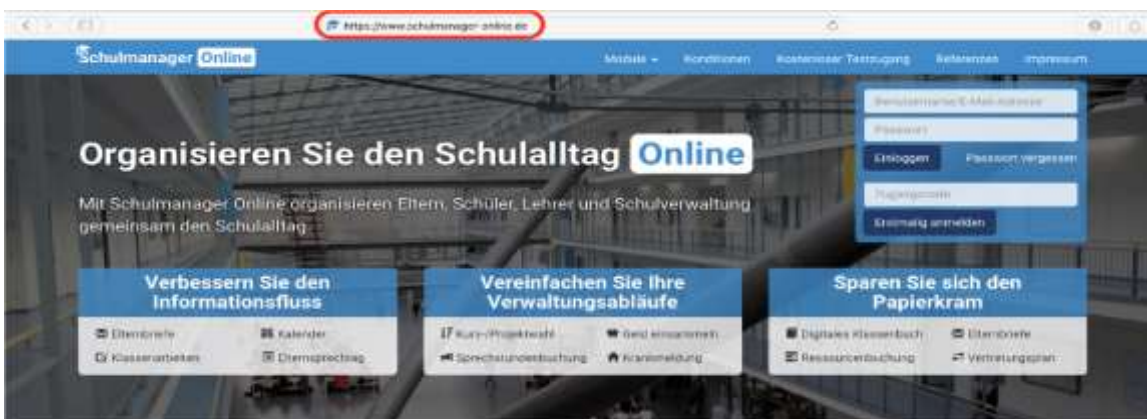 https://www.schulmanager-online.de
Schulmanager Online
Module Konditionen Kostenloser Testzugang Referenzen Impressum
Benutzername/E-Mail-Adresse
Passwort
Einloggen Passwort vergessen
Zugangscode
Einmalig anmelden
Organisieren Sie den Schulalltag Online
Mit Schulmanager Online organisieren Eltern, Schüler, Lehrer und Schulverwaltung
gemeinsam den Schulalltag.
Verbessern Sie den
Informationsfluss
Elternbriefe Kalender
Klassenarbeiten Elternsprechtag
Vereinfachen Sie Ihre
Verwaltungsabläufe
Kurs-/Projektwahl Geld einsammeln
Sprechstundenbuchung Krankmeldung
Sparen Sie sich den
Papierkram
Digitales Klassenbuch Elternbriefe
Ressourcenbuchung Vertretungsplan